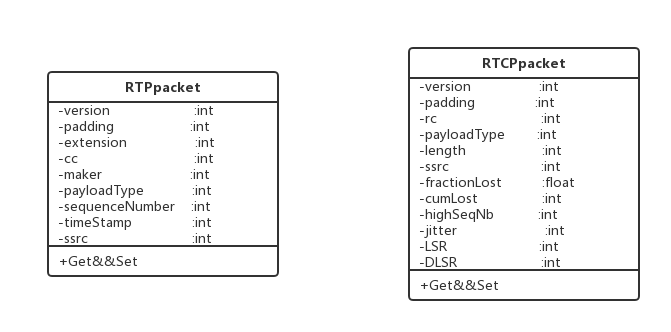 RTPpacket
-version :int
-padding :int
-extension :int
-cc :int
-maker :int
-payloadType :int
-sequenceNumber :int
-timeStamp :int
-ssrc :int
+Get&&Set
RTCPpacket
-version :int
-padding :int
-rc :int
-payloadType :int
-length :int
-ssrc :int
-fractionLost :float
-cumLost :int
-highSeqNb :int
-jitter :int
-LSR :int
-DLSR :int
+Get&&Set